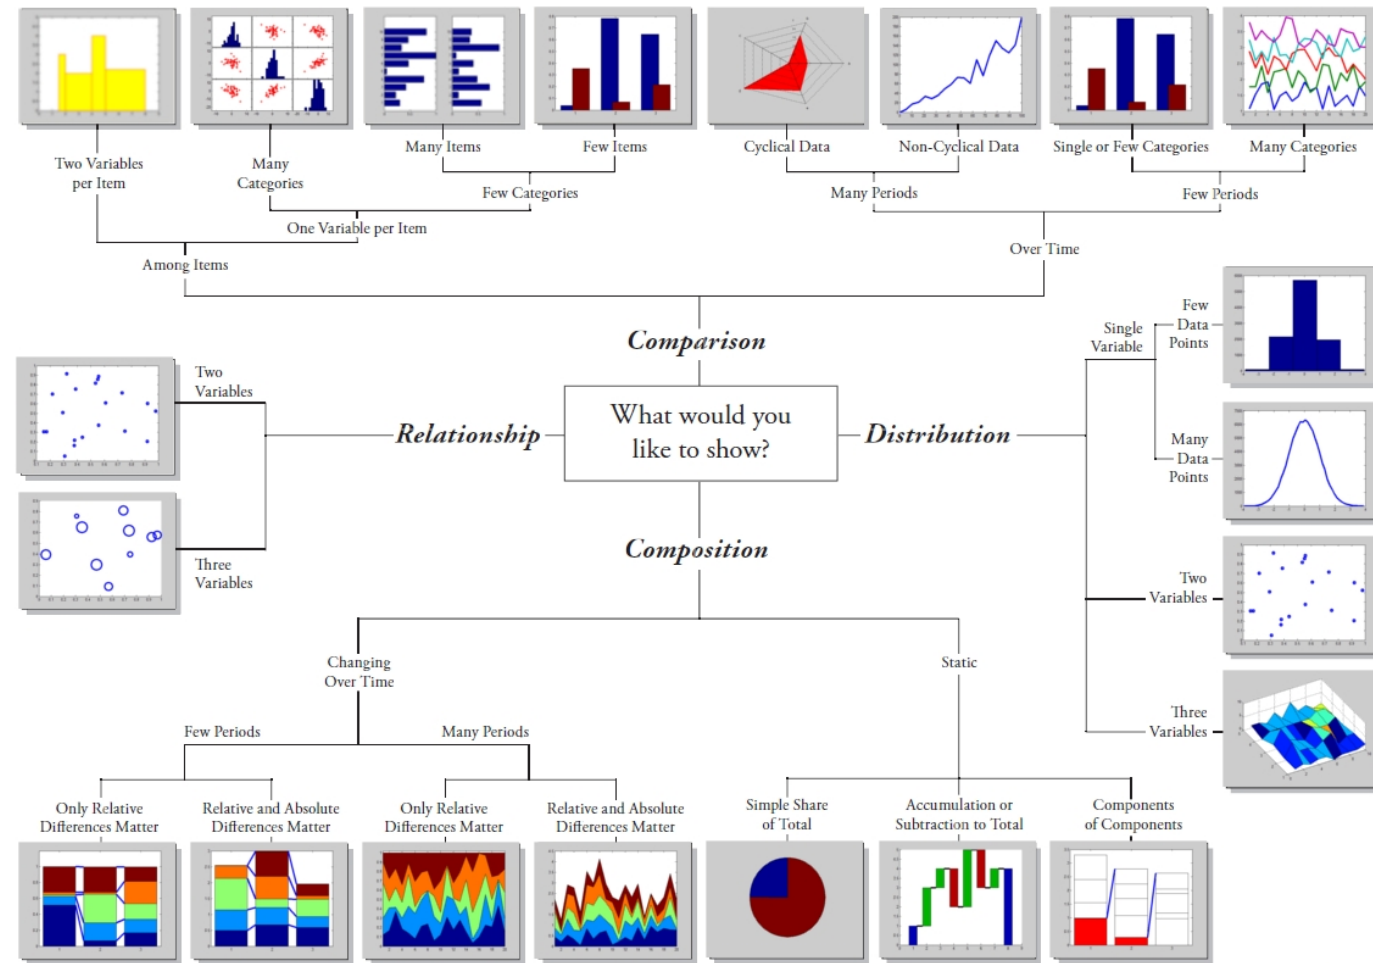 Two Variables
per Item
Many
Categories
Many Items
Few Items
Cyclical Data
Non-Cyclical Data
Single or Few Categories
Many Categories
Few Categories
Many Periods
Few Periods
One Variable per Item
Over Time
Among Items
Comparison
Two
Variables
Relationship
What would you
like to show?
Distribution
Single
Variable
Few
Data
Points
Many
Data
Points
Three
Variables
Composition
Two
Variables
Three
Variables
Changing
Over Time
Static
Few Periods
Many Periods
Only Relative
Differences Matter
Relative and Absolute
Differences Matter
Only Relative
Differences Matter
Relative and Absolute
Differences Matter
Simple Share
of Total
Accumulation or
Subtraction to Total
Components
of Components